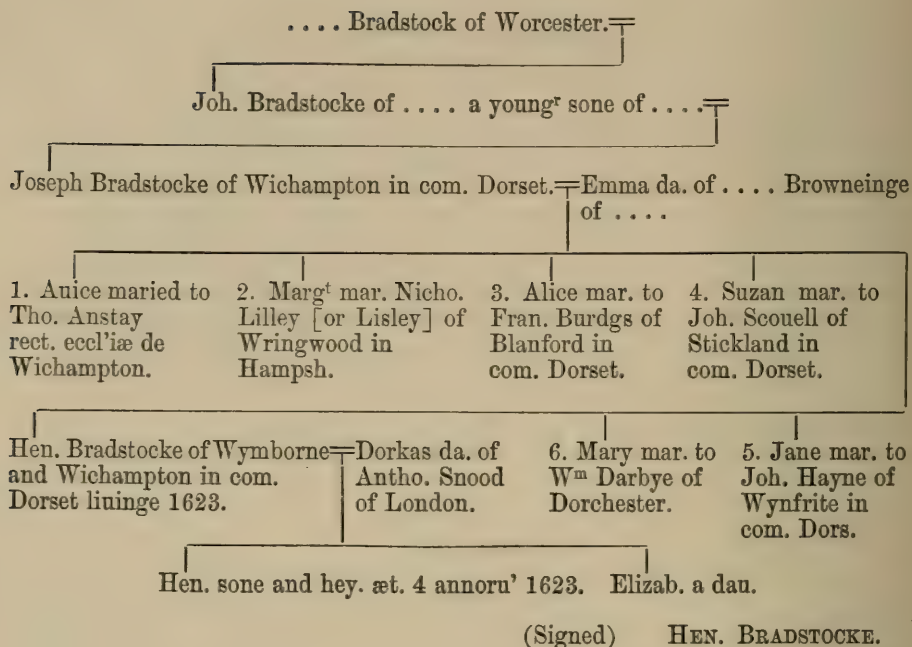 . . . . Bradstock of Worcester.
Joh. Bradstocke of . . . . a youngʳ sone of . . . .
Joseph Bradstocke of Wichampton in com. Dorset.=Emma da. of . . . . Browneinge
of . . . .
1. Auice maried to
Tho. Anstay
rect. eccl'iæ de
Wichampton.
2. Margᵗ mar. Nicho.
Lilley [or Lisley] of
Wringwood in
Hampsh.
3. Alice mar. to
Fran. Burdgs of
Blanford in
com. Dorset.
4. Suzan mar. to
Joh. Scouell of
Stickland in
com. Dorset.
Hen. Bradstocke of Wymborne
and Wichampton in com.
Dorset liuinge 1623.
=Dorkas da. of
Antho. Snood
of London.
6. Mary mar. to
Wᵐ Darbye of
Dorchester.
5. Jane mar. to
Joh. Hayne of
Wynfrite in
com. Dors.
Hen. sone and hey. æt. 4 annoru' 1623. Elizab. a dau.
(Signed) HEN. BRADSTOCKE.